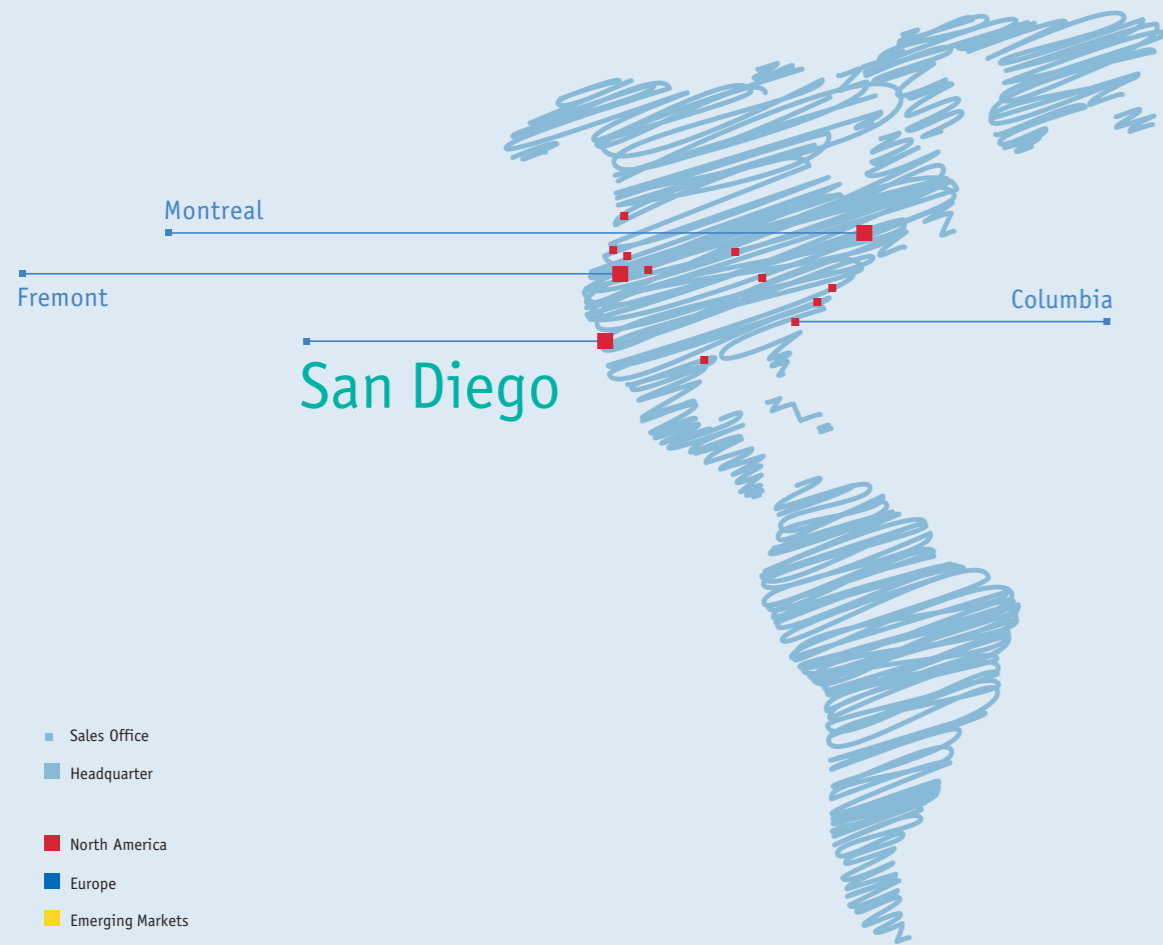 Montreal
Fremont
Columbia
San Diego
Sales Office
Headquarter
North America
Europe
Emerging Markets